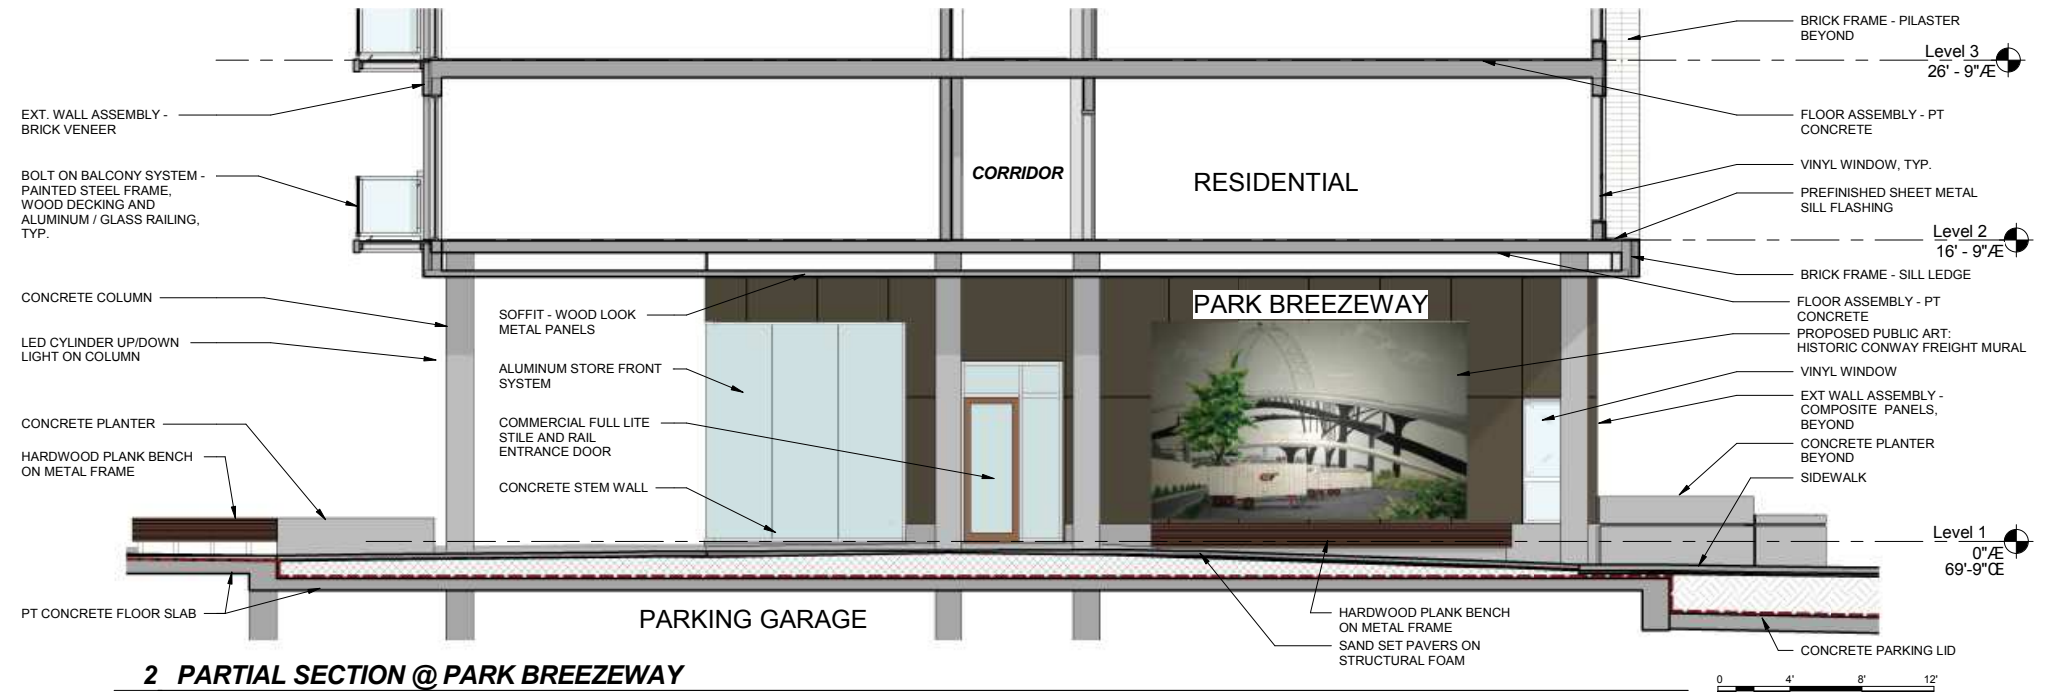 BRICK FRAME - PILASTER
BEYOND
Level 3
26' - 9"Æ
EXT. WALL ASSEMBLY -
BRICK VENEER
FLOOR ASSEMBLY - PT
CONCRETE
BOLT ON BALCONY SYSTEM -
PAINTED STEEL FRAME,
WOOD DECKING AND
ALUMINUM / GLASS RAILING,
TYP.
CORRIDOR
RESIDENTIAL
VINYL WINDOW, TYP.
PREFINISHED SHEET METAL
SILL FLASHING
Level 2
16' - 9"Æ
BRICK FRAME - SILL LEDGE
CONCRETE COLUMN
LED CYLINDER UP/DOWN
LIGHT ON COLUMN
SOFFIT - WOOD LOOK
METAL PANELS
PARK BREEZEWAY
FLOOR ASSEMBLY - PT
CONCRETE
PROPOSED PUBLIC ART:
HISTORIC CONWAY FREIGHT MURAL
ALUMINUM STORE FRONT
SYSTEM
VINYL WINDOW
EXT WALL ASSEMBLY -
COMPOSITE PANELS,
BEYOND
CONCRETE PLANTER
HARDWOOD PLANK BENCH
ON METAL FRAME
COMMERCIAL FULL LITE
STILE AND RAIL
ENTRANCE DOOR
CONCRETE STEM WALL
CONCRETE PLANTER
BEYOND
SIDEWALK
Level 1
0"Æ
69'-9"Œ
PT CONCRETE FLOOR SLAB
PARKING GARAGE
HARDWOOD PLANK BENCH
ON METAL FRAME
SAND SET PAVERS ON
STRUCTURAL FOAM
CONCRETE PARKING LID
2 PARTIAL SECTION @ PARK BREEZEWAY
0 4' 8' 12'